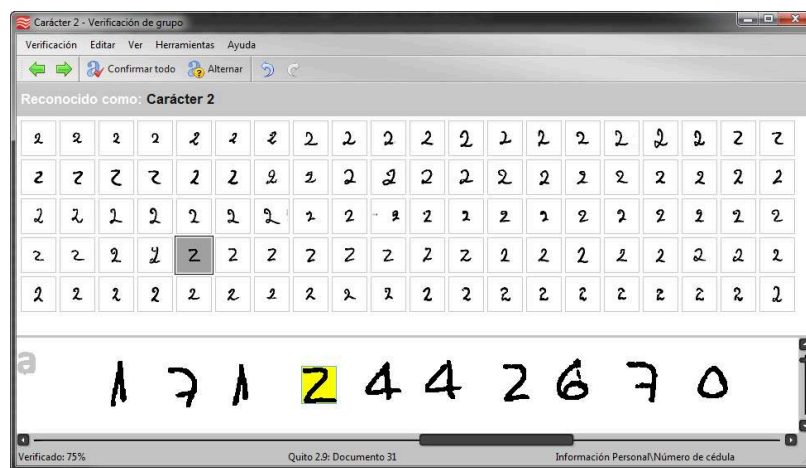 Carácter 2 - Verificación de grupo
Verificación Editar Ver Herramientas Ayuda
Confirmar todo Alternar
Reconocido como: Carácter 2
2 2 2 2 2 2 2 2 2 2 2 2 2 2 2 2 2 2 2 2
2 2 2 2 2 2 2 2 2 2 2 2 2 2 2 2 2 2 2 2
2 2 2 2 2 2 2 2 2 2 2 2 2 2 2 2 2 2 2 2
2 2 2 2 2 2 2 2 2 2 2 2 2 2 2 2 2 2 2 2
2 2 2 2 2 2 2 2 2 2 2 2 2 2 2 2 2 2 2 2
a
1 7 1 2 4 4 2 6 7 0
Verificado: 75% Quito 2.9: Documento 31 Información Personal\Número de cédula